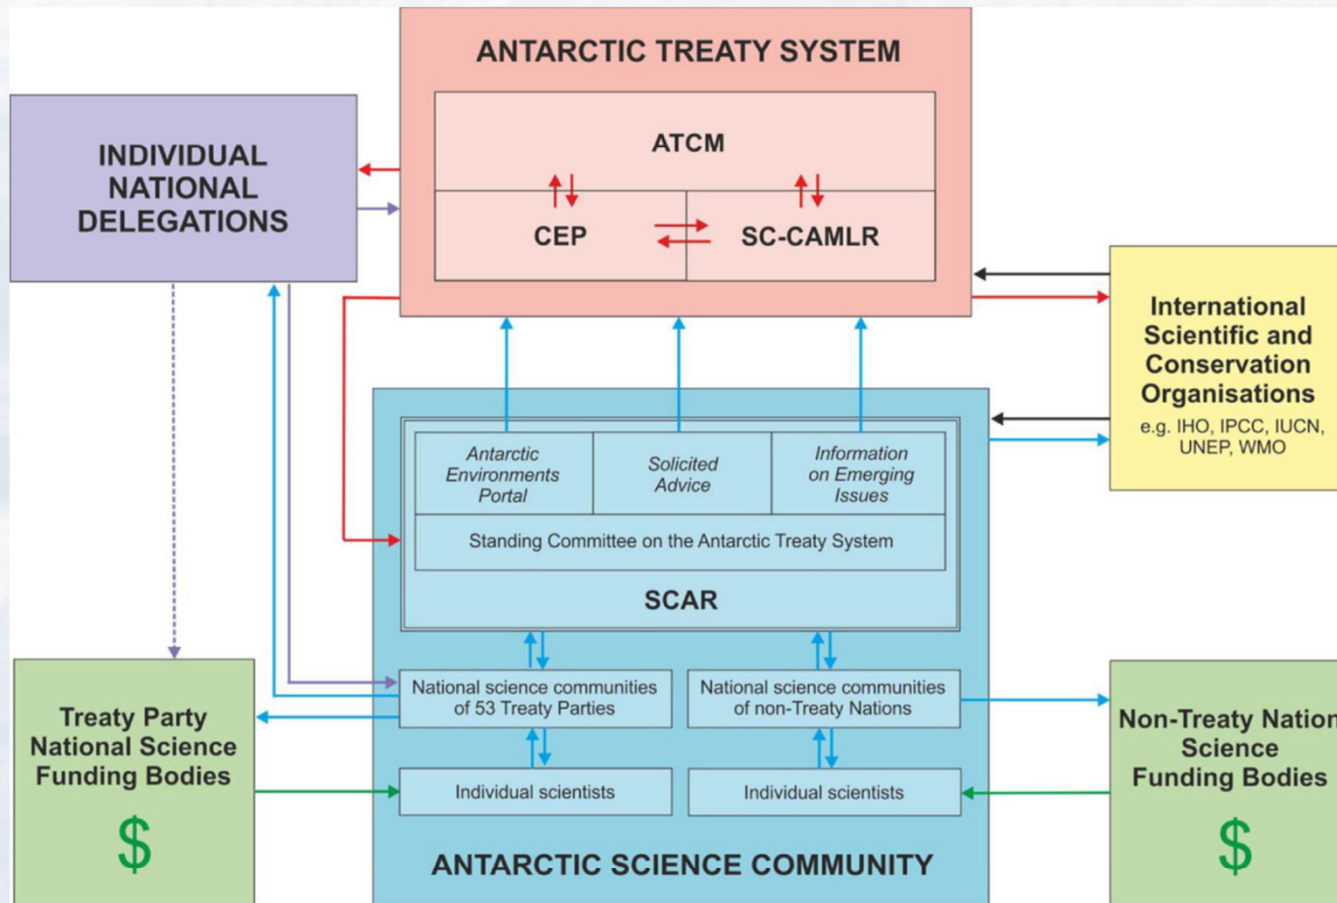 ANTARCTIC TREATY SYSTEM
ATCM
CEP
SC-CAMLR
INDIVIDUAL
NATIONAL
DELEGATIONS
International
Scientific and
Conservation
Organisations
e.g. IHO, IPCC, IUCN,
UNEP, WMO
Antarctic
Environments
Portal
Solicited
Advice
Information
on Emerging
Issues
Standing Committee on the Antarctic Treaty System
SCAR
National science communities
of 53 Treaty Parties
National science communities
of non-Treaty Nations
Individual scientists
Individual scientists
ANTARCTIC SCIENCE COMMUNITY
Treaty Party
National Science
Funding Bodies
$
Non-Treaty Nation
Science
Funding Bodies
$